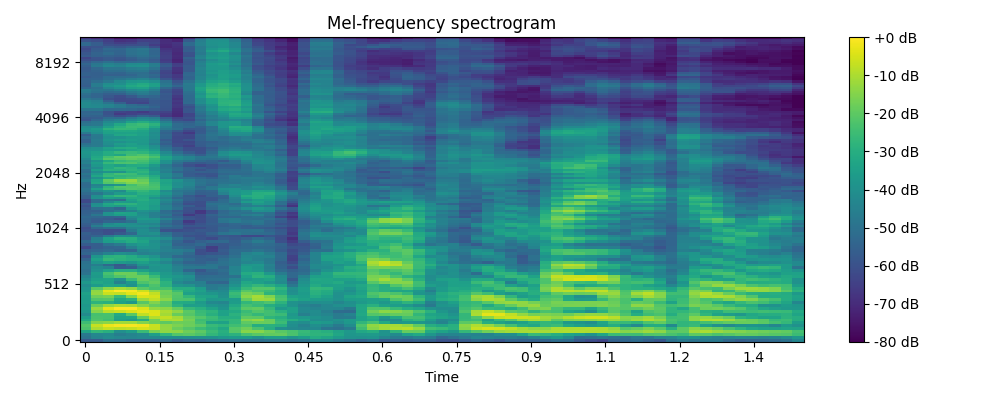 Mel-frequency spectrogram
8192
4096
2048
1024
512
0
Hz
0 0.15 0.3 0.45 0.6 0.75 0.9 1.1 1.2 1.4
Time
+0 dB
-10 dB
-20 dB
-30 dB
-40 dB
-50 dB
-60 dB
-70 dB
-80 dB